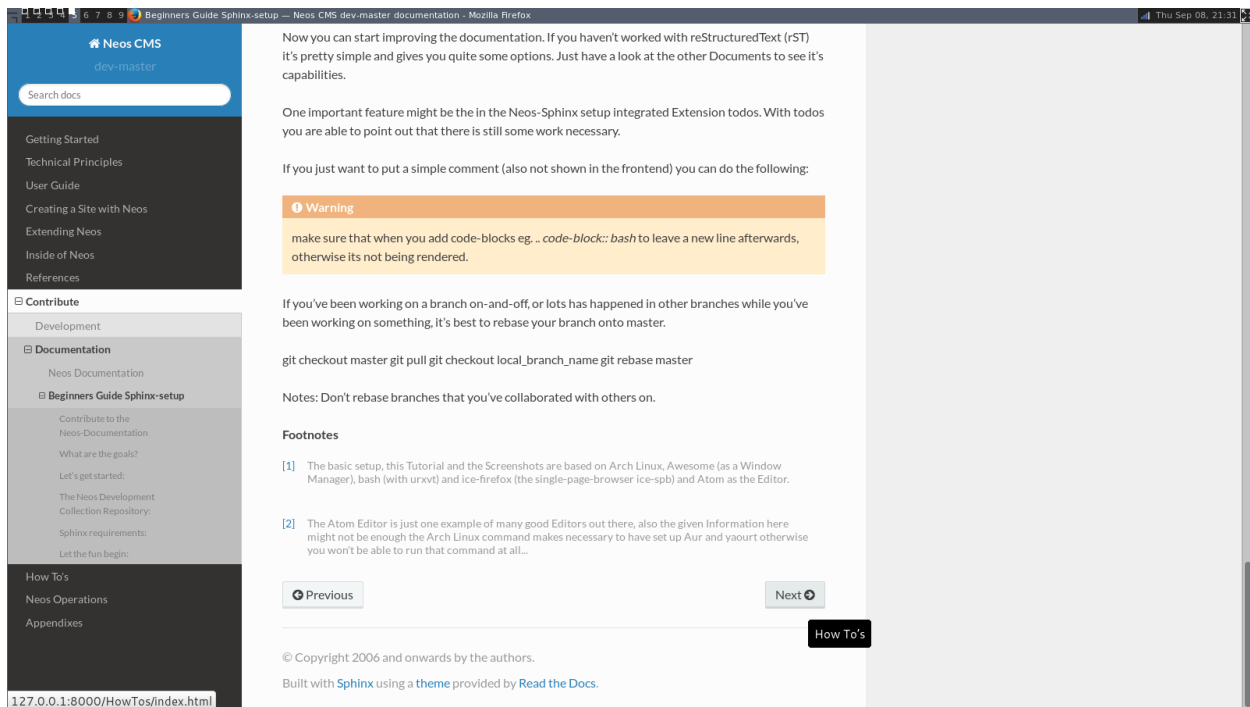 1 2 3 4 5 6 7 8 9 Beginners Guide Sphinx-setup — Neos CMS dev-master documentation - Mozilla Firefox
Thu Sep 08, 21:31
Neos CMS
dev-master
Search docs
Getting Started
Technical Principles
User Guide
Creating a Site with Neos
Extending Neos
Inside of Neos
References
Contribute
Development
Documentation
Neos Documentation
Beginners Guide Sphinx-setup
Contribute to the
Neos-Documentation
What are the goals?
Let's get started:
The Neos Development
Collection Repository:
Sphinx requirements:
Let the fun begin:
How To's
Neos Operations
Appendixes
127.0.0.1:8000/HowTos/index.html
Now you can start improving the documentation. If you haven't worked with reStructuredText (rST)
it's pretty simple and gives you quite some options. Just have a look at the other Documents to see it's
capabilities.
One important feature might be the in the Neos-Sphinx setup integrated Extension todos. With todos
you are able to point out that there is still some work necessary.
If you just want to put a simple comment (also not shown in the frontend) you can do the following:
Warning
make sure that when you add code-blocks eg. .. code-block:: bash to leave a new line afterwards,
otherwise its not being rendered.
If you've been working on a branch on-and-off, or lots has happened in other branches while you've
been working on something, it's best to rebase your branch onto master.
git checkout master git pull git checkout local_branch_name git rebase master
Notes: Don't rebase branches that you've collaborated with others on.
Footnotes
[1] The basic setup, this Tutorial and the Screenshots are based on Arch Linux, Awesome (as a Window
Manager), bash (with urxvt) and ice-firefox (the single-page-browser ice-spb) and Atom as the Editor.
[2] The Atom Editor is just one example of many good Editors out there, also the given Information here
might not be enough the Arch Linux command makes necessary to have set up Aur and yaourt otherwise
you won't be able to run that command at all...
Previous
Next
How To's
© Copyright 2006 and onwards by the authors.
Built with Sphinx using a theme provided by Read the Docs.